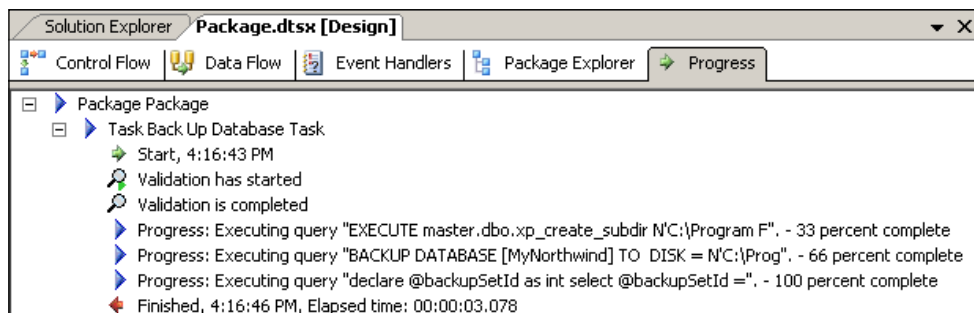 Solution Explorer Package.dtsx [Design]
Control Flow Data Flow Event Handlers Package Explorer Progress
Package Package
Task Back Up Database Task
Start, 4:16:43 PM
Validation has started
Validation is completed
Progress: Executing query "EXECUTE master.dbo.xp_create_subdir N'C:\Program F". - 33 percent complete
Progress: Executing query "BACKUP DATABASE [MyNorthwind] TO  DISK = N'C:\Prog". - 66 percent complete
Progress: Executing query "declare @backupSetId as int select @backupSetId =". - 100 percent complete
Finished, 4:16:46 PM, Elapsed time: 00:00:03.078